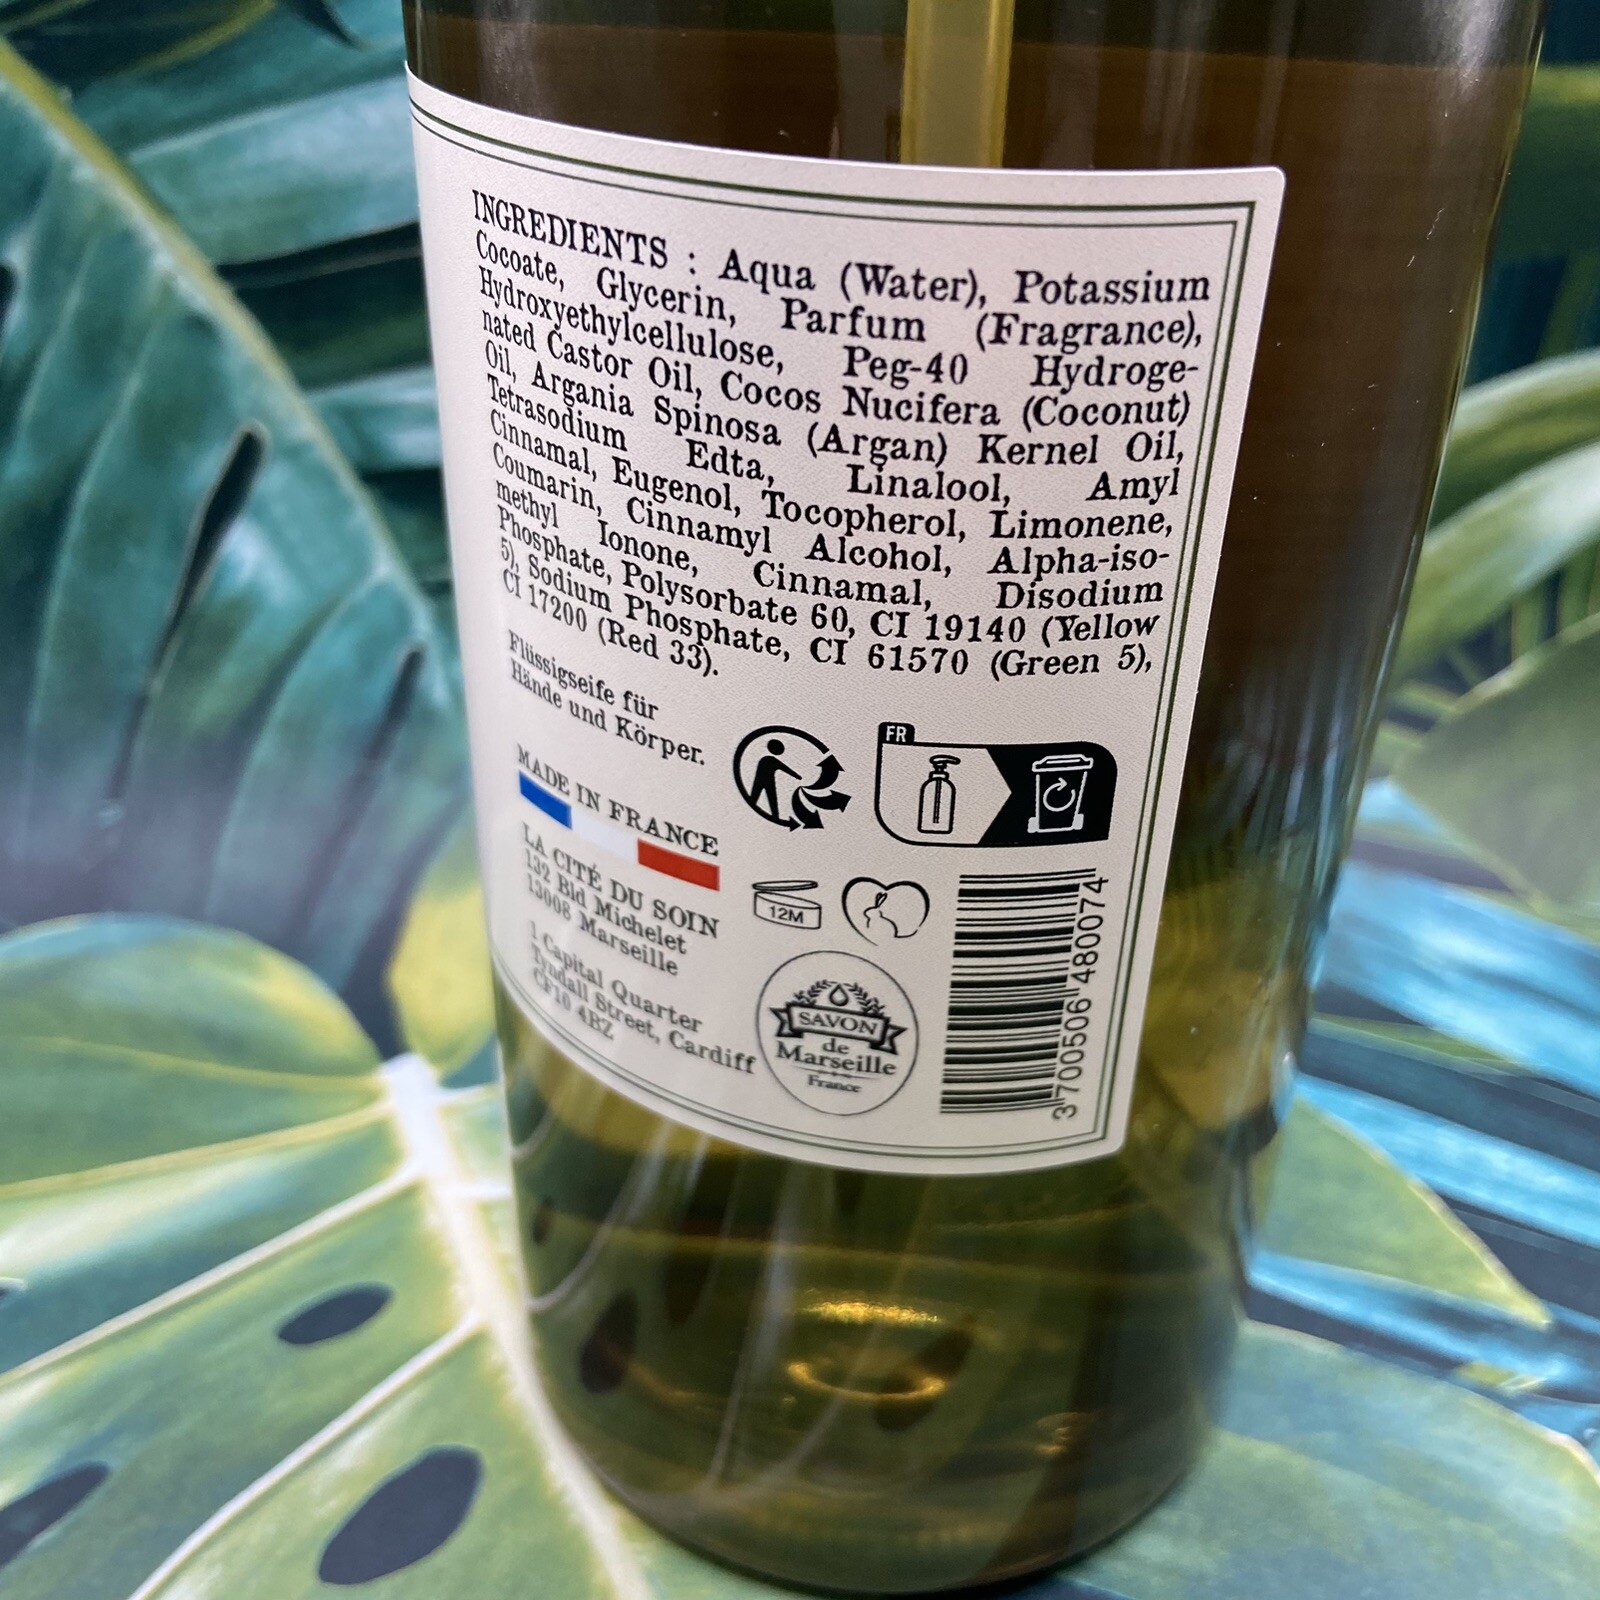 INGREDIENTS : Aqua (Water), Potassium
Cocoate, Glycerin, Parfum (Fragrance),
Hydroxyethylcellulose, Peg-40 Hydroge-
nated Castor Oil, Cocos Nucifera (Coconut)
Oil, Argania Spinosa (Argan) Kernel Oil,
Tetrasodium Edta, Linalool, Amyl
Cinnamal, Eugenol, Tocopherol, Limonene,
Coumarin, Cinnamyl Alcohol, Alpha-iso-
methyl Ionone, Cinnamal, Disodium
Phosphate, Polysorbate 60, CI 19140 (Yellow
5), Sodium Phosphate, CI 61570 (Green 5),
CI 17200 (Red 33).
Flüssigseife für
Hände und Körper.
MADE IN FRANCE
LA CITÉ DU SOIN
132 Bld Michelet
13008 Marseille
1 Capital Quarter
Tyndall Street, Cardiff
CF10 4RZ
FR
12M
SAVON
de
Marseille
France
3 700506 480074